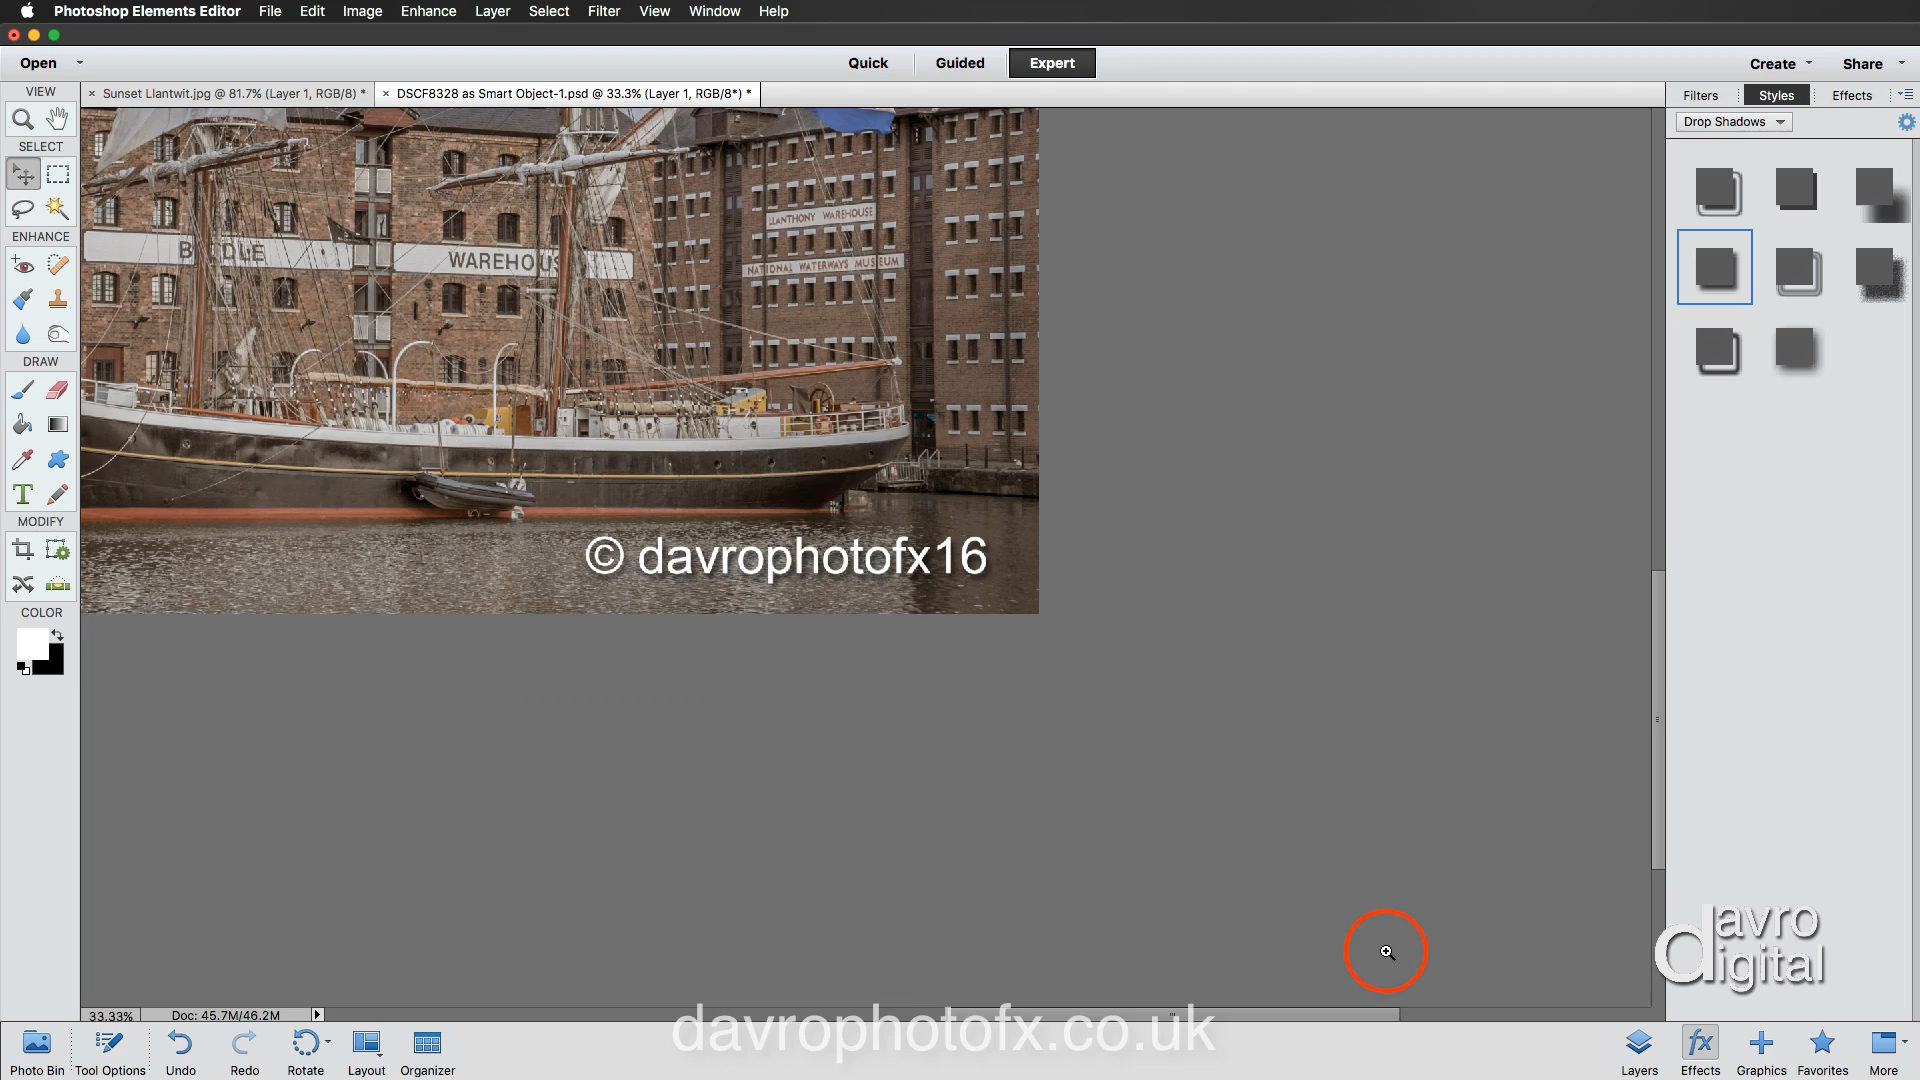 Photoshop Elements Editor File Edit Image Enhance Layer Select Filter View Window Help
Open Quick Guided Expert Create Share
VIEW × Sunset Llantwit.jpg @ 81.7% (Layer 1, RGB/8) * × DSCF8328 as Smart Object-1.psd @ 33.3% (Layer 1, RGB/8*) * Filters Styles Effects
Drop Shadows
SELECT
LLANTHONY WAREHOUSE
ENHANCE
WAREHOUS
NATIONAL WATERWAYS MUSEUM
DRAW
T
MODIFY
© davrophotofx16
COLOR
davro
digital
33.33% Doc: 45.7M/46.2M
davrophotofx.co.uk
fx
Photo Bin Tool Options Undo Redo Rotate Layout Organizer Layers Effects Graphics Favorites More